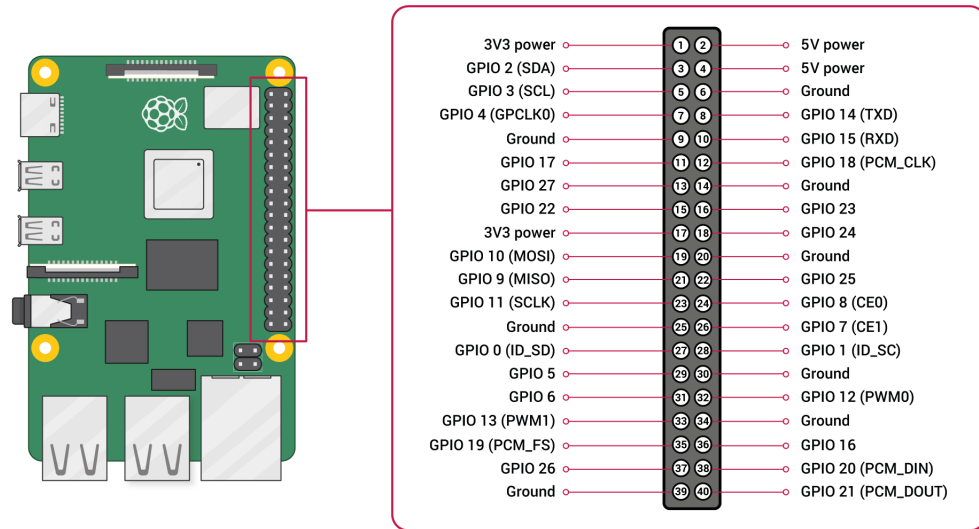 3V3 power 1 2 5V power
GPIO 2 (SDA) 3 4 5V power
GPIO 3 (SCL) 5 6 Ground
GPIO 4 (GPCLK0) 7 8 GPIO 14 (TXD)
Ground 9 10 GPIO 15 (RXD)
GPIO 17 11 12 GPIO 18 (PCM_CLK)
GPIO 27 13 14 Ground
GPIO 22 15 16 GPIO 23
3V3 power 17 18 GPIO 24
GPIO 10 (MOSI) 19 20 Ground
GPIO 9 (MISO) 21 22 GPIO 25
GPIO 11 (SCLK) 23 24 GPIO 8 (CE0)
Ground 25 26 GPIO 7 (CE1)
GPIO 0 (ID_SD) 27 28 GPIO 1 (ID_SC)
GPIO 5 29 30 Ground
GPIO 6 31 32 GPIO 12 (PWM0)
GPIO 13 (PWM1) 33 34 Ground
GPIO 19 (PCM_FS) 35 36 GPIO 16
GPIO 26 37 38 GPIO 20 (PCM_DIN)
Ground 39 40 GPIO 21 (PCM_DOUT)